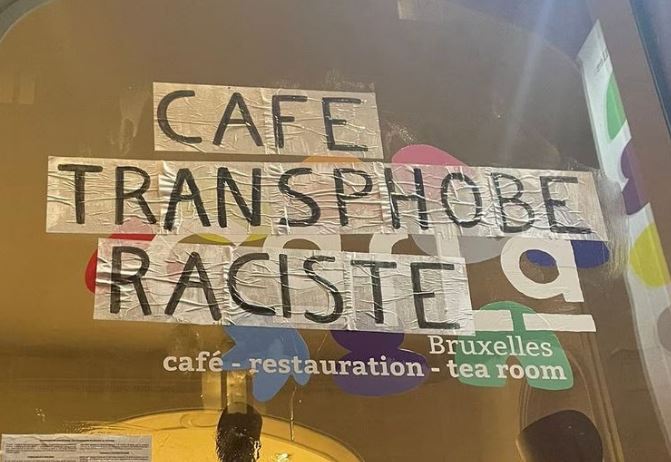 CAFE
TRANSPHOBE
RACISTE
Bruxelles
café - restauration - tea room